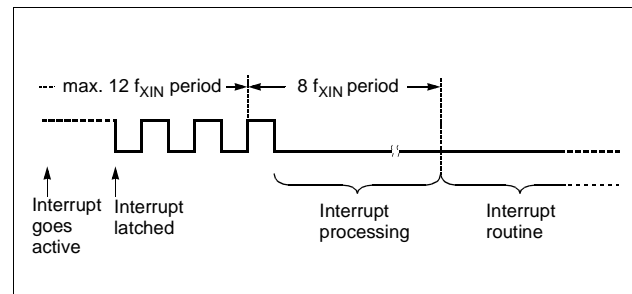 max. 12 fXIN period
8 fXIN period
Interrupt
goes
active
Interrupt
latched
Interrupt
processing
Interrupt
routine